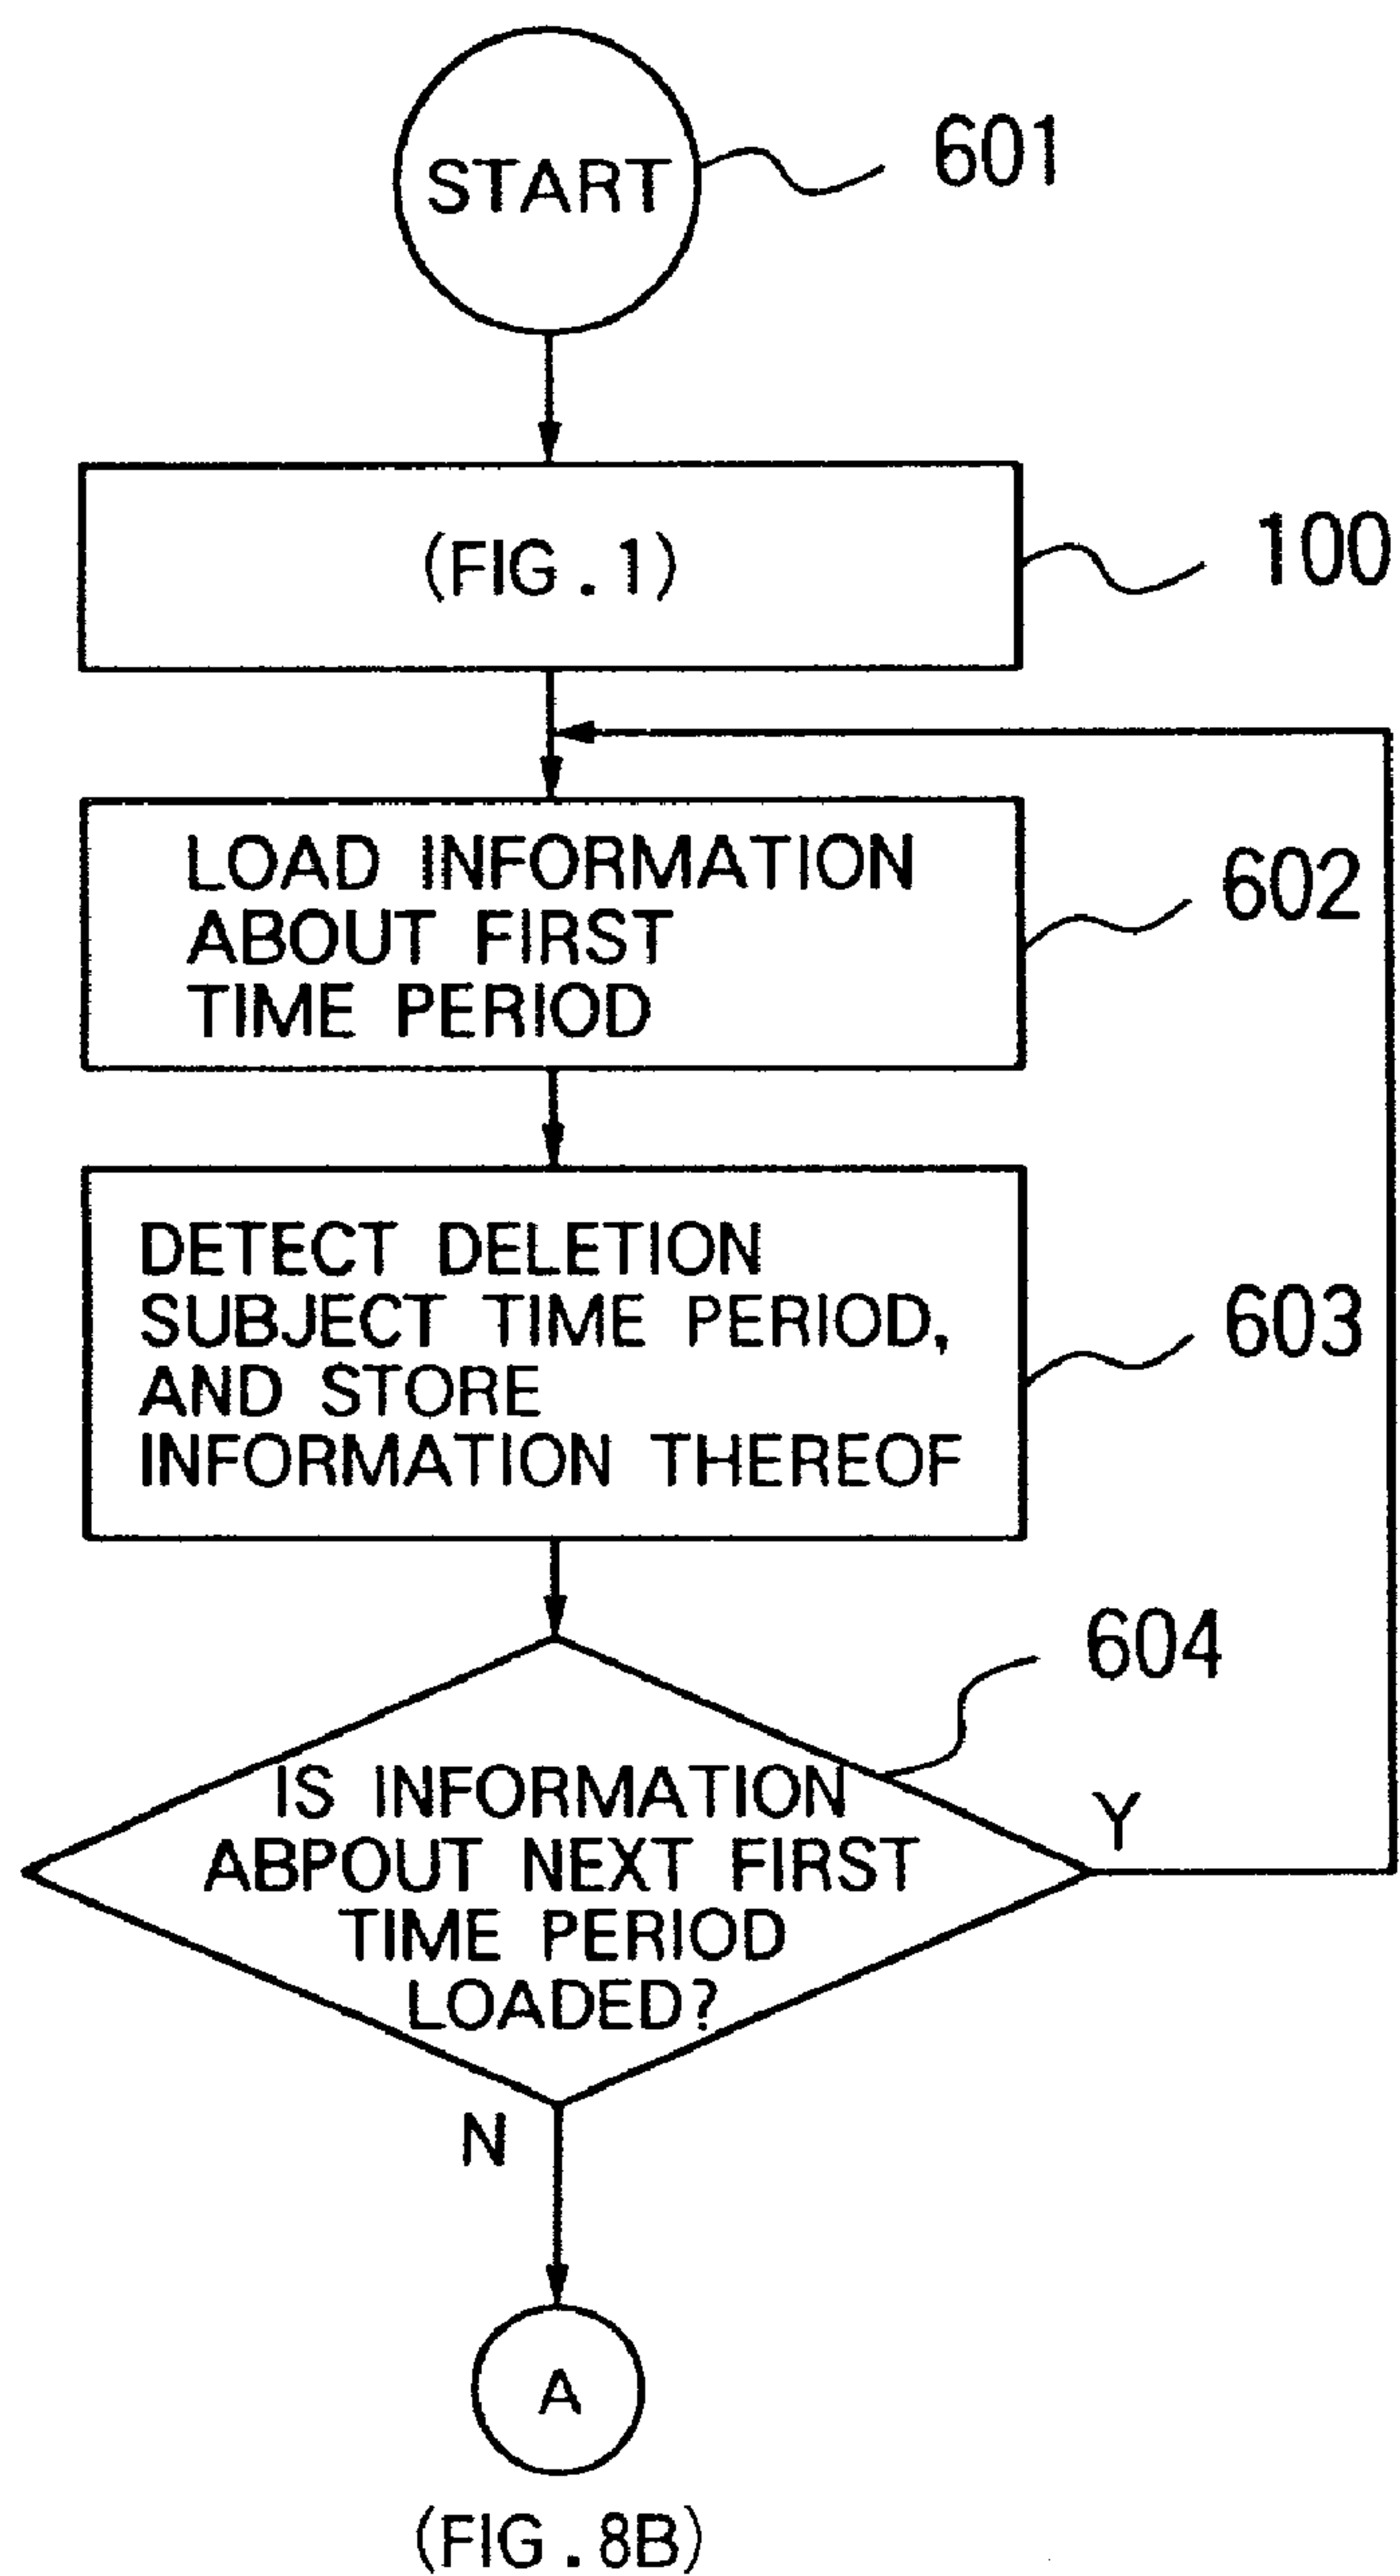 START
601
(FIG.1)
100
LOAD INFORMATION
ABOUT FIRST
TIME PERIOD
602
DETECT DELETION
SUBJECT TIME PERIOD,
AND STORE
INFORMATION THEREOF
603
604
IS INFORMATION
ABPOUT NEXT FIRST
TIME PERIOD
LOADED?
Y
N
A
(FIG.8B)